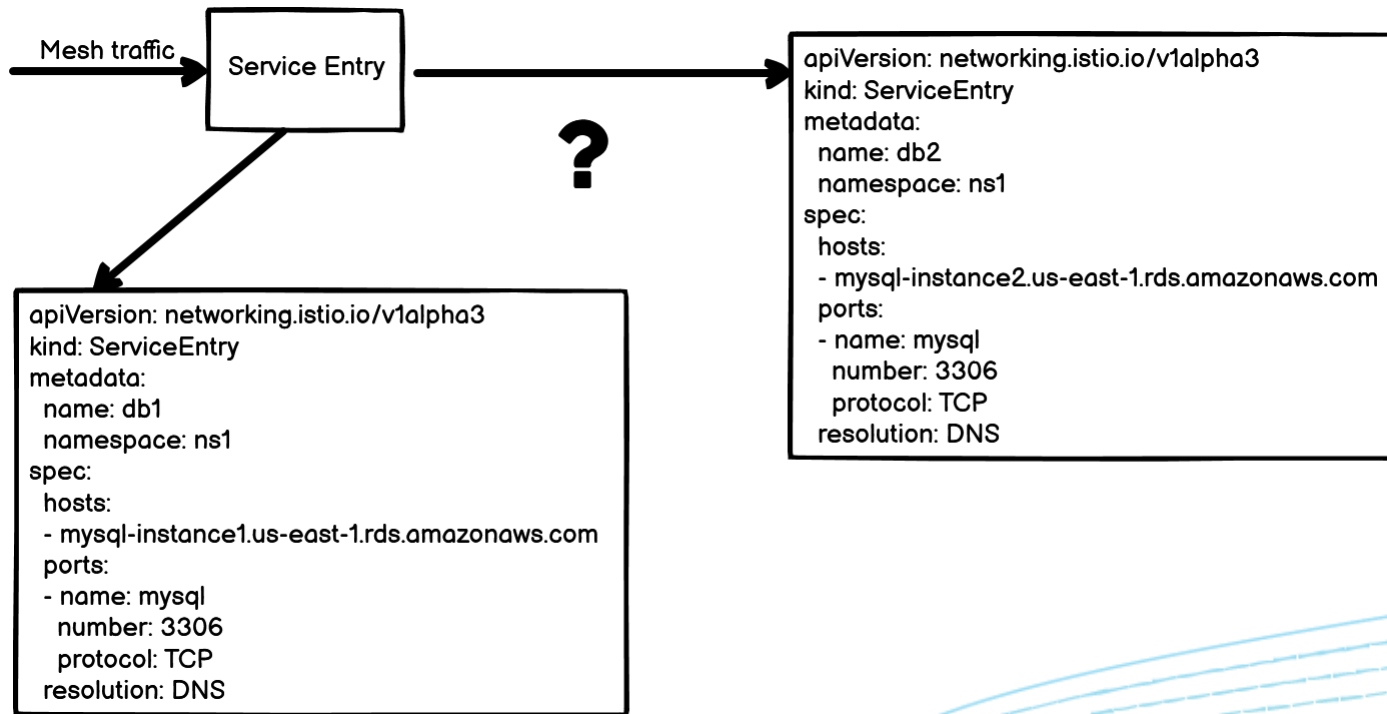 Mesh traffic
Service Entry
?
apiVersion: networking.istio.io/v1alpha3
kind: ServiceEntry
metadata:
  name: db2
  namespace: ns1
spec:
  hosts:
  - mysql-instance2.us-east-1.rds.amazonaws.com
  ports:
  - name: mysql
    number: 3306
    protocol: TCP
  resolution: DNS
apiVersion: networking.istio.io/v1alpha3
kind: ServiceEntry
metadata:
  name: db1
  namespace: ns1
spec:
  hosts:
  - mysql-instance1.us-east-1.rds.amazonaws.com
  ports:
  - name: mysql
    number: 3306
    protocol: TCP
  resolution: DNS